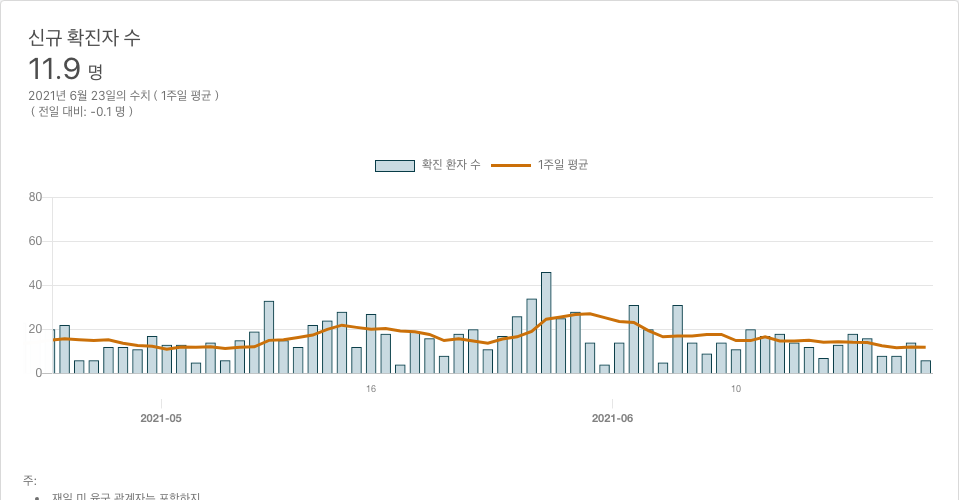 신규 확진자 수
11.9 명
2021년 6월 23일의 수치 ( 1주일 평균 )
( 전일 대비: -0.1 명 )
확진 환자 수 1주일 평균
80
60
40
20
0
16 10
2021-05 2021-06
주:
재일 미 육군 관계자는 포함하지